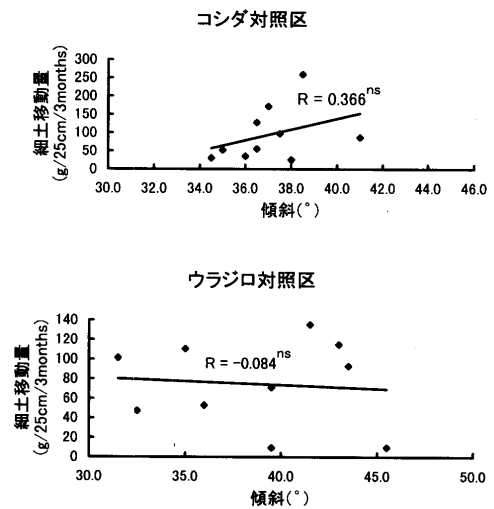 コシダ対照区
細土移動量
(g/25cm/3months)
300
250
200
150
100
50
0
R = 0.366ns
30.0 32.0 34.0 36.0 38.0 40.0 42.0 44.0 46.0
傾斜(°)
ウラジロ対照区
細土移動量
(g/25cm/3months)
140
120
100
80
60
40
20
0
R = -0.084ns
30.0 35.0 40.0 45.0 50.0
傾斜(°)